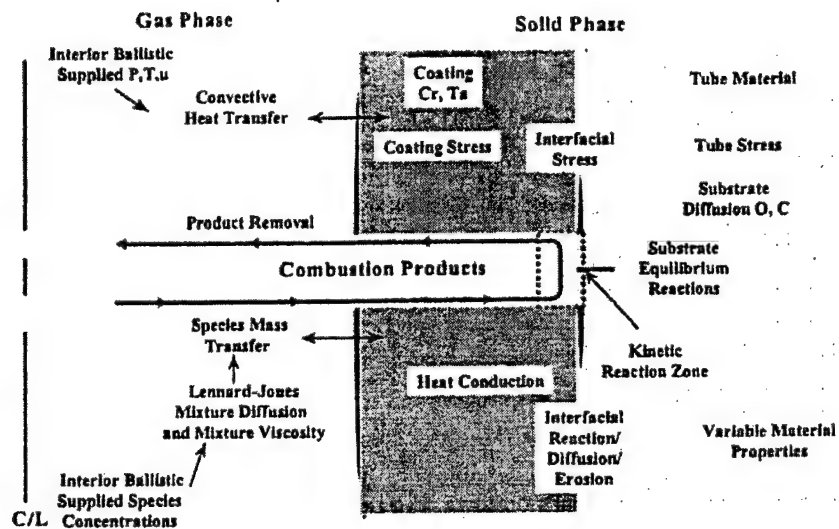 Gas Phase
Solid Phase
Interior Ballistic
Supplied P,T,u
Convective
Heat Transfer
Coating
Cr, Ta
Coating Stress
Interfacial
Stress
Tube Material
Tube Stress
Substrate
Diffusion O, C
Product Removal
Combustion Products
Substrate
Equilibrium
Reactions
Species Mass
Transfer
Kinetic
Reaction Zone
Heat Conduction
Lennard-Jones
Mixture Diffusion
and Mixture Viscosity
Interfacial
Reaction/
Diffusion/
Erosion
Variable Material
Properties
Interior Ballistic
Supplied Species
Concentrations
C/L